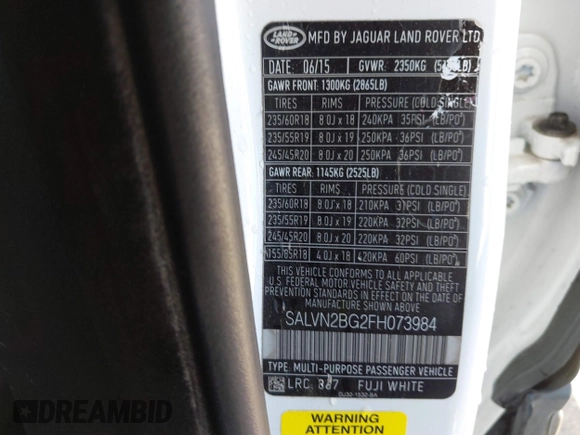 LAND ROVER
MFD BY JAGUAR LAND ROVER LTD
DATE 06/15 GVWR 2350KG
GAWR FRONT: 1300KG (2865LB)
TIRES RIMS PRESSURE (COLD SINGLE)
235/60R18 8.0J x 18 240KPA 35PSI (LB/PO²)
235/55R19 8.0J x 19 250KPA 36PSI (LB/PO²)
245/45R20 8.0J x 20 250KPA 36PSI (LB/PO²)
GAWR REAR: 1145KG (2525LB)
TIRES RIMS PRESSURE (COLD SINGLE)
235/60R18 8.0J x 18 210KPA 31PSI (LB/PO²)
235/55R19 8.0J x 19 220KPA 32PSI (LB/PO²)
245/45R20 8.0J x 20 220KPA 32PSI (LB/PO²)
155/85R18 4.0J x 18 420KPA 60PSI (LB/PO²)
THIS VEHICLE CONFORMS TO ALL APPLICABLE
U.S. FEDERAL MOTOR VEHICLE SAFETY AND THEFT
PREVENTION STANDARDS IN EFFECT ON THE DATE OF
MANUFACTURE SHOWN ABOVE
SALVN2BG2FH073984
TYPE: MULTI-PURPOSE PASSENGER VEHICLE
LRC 867 FUJI WHITE
WARNING
ATTENTION
DREAMBID